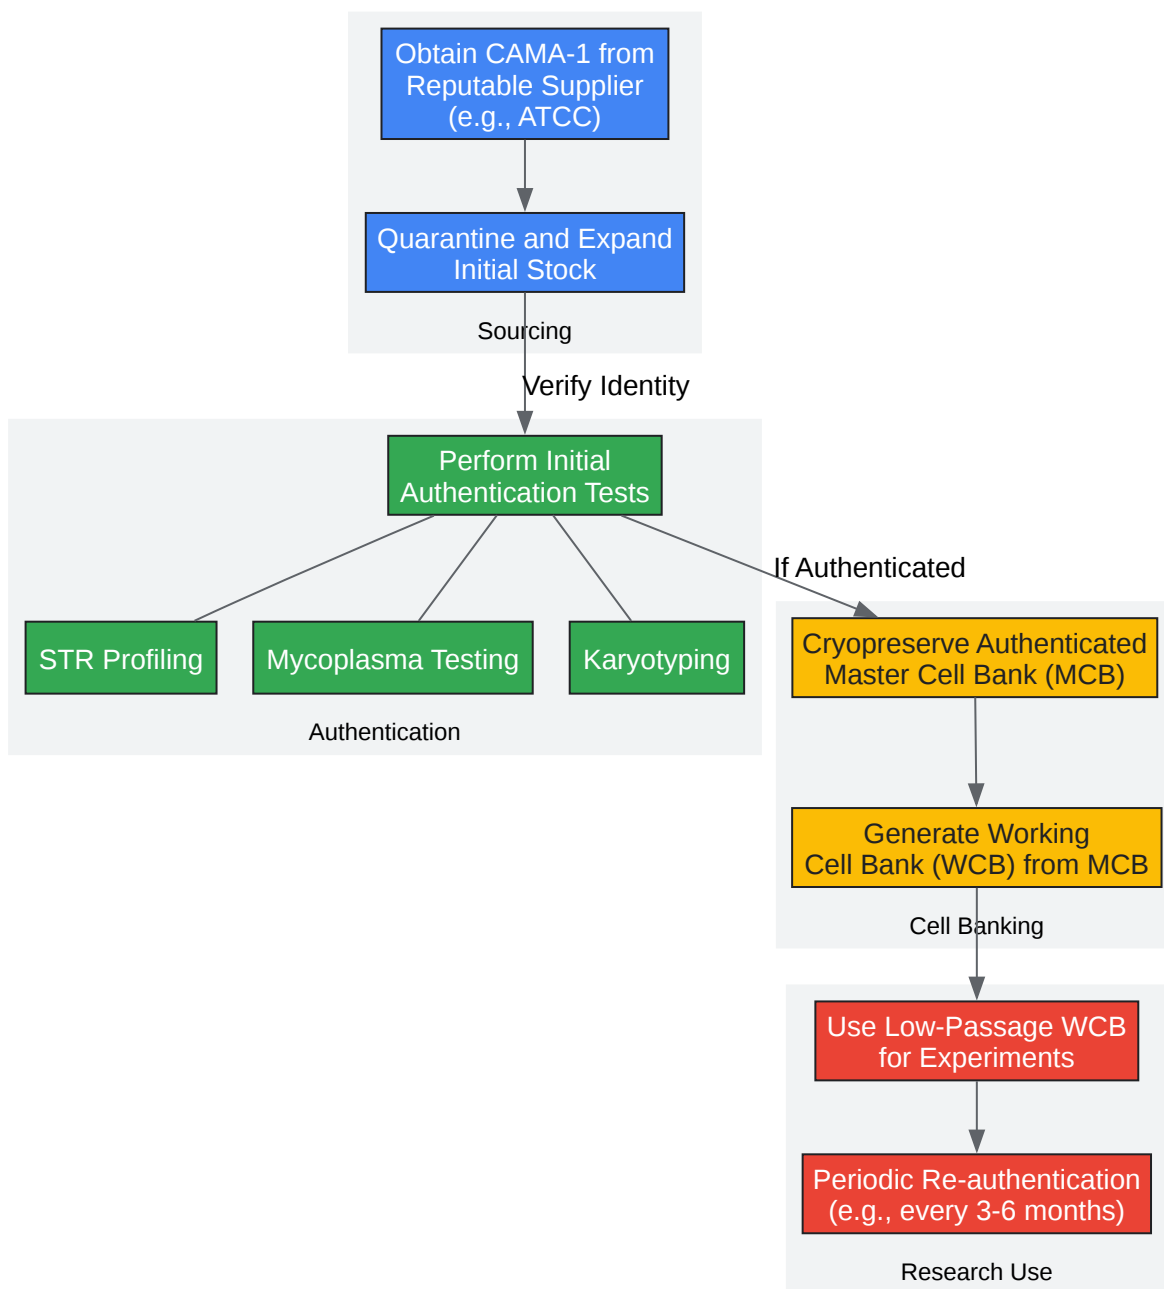 Obtain CAMA-1 from
Reputable Supplier
(e.g., ATCC)
Quarantine and Expand
Initial Stock
Sourcing
Verify Identity
Perform Initial
Authentication Tests
If Authenticated
STR Profiling
Mycoplasma Testing
Karyotyping
Authentication
Cryopreserve Authenticated
Master Cell Bank (MCB)
Generate Working
Cell Bank (WCB) from MCB
Cell Banking
Use Low-Passage WCB
for Experiments
Periodic Re-authentication
(e.g., every 3-6 months)
Research Use